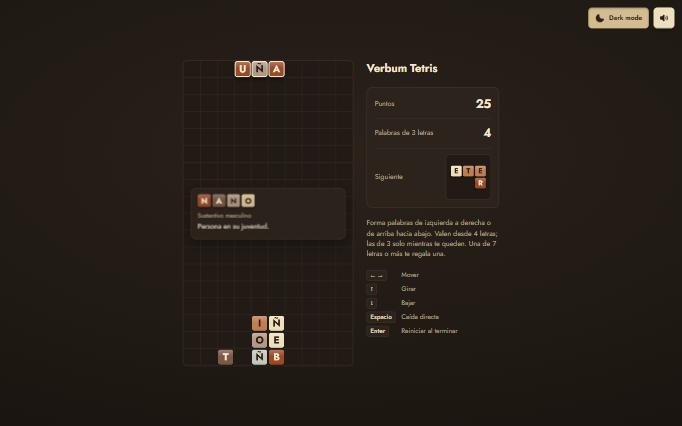 Dark mode
U Ñ A
Verbum Tetris
Puntos 25
Palabras de 3 letras 4
Siguiente
E T E
R
N A N O
Sustantivo masculino
Persona en su juventud.
Forma palabras de izquierda a derecha o
de arriba hacia abajo. Valen desde 4 letras;
las de 3 solo mientras te queden. Una de 7
letras o más te regala una.
← → Mover
↑ Girar
↓ Bajar
Espacio Caída directa
Enter Reiniciar al terminar
I Ñ
O E
T Ñ B